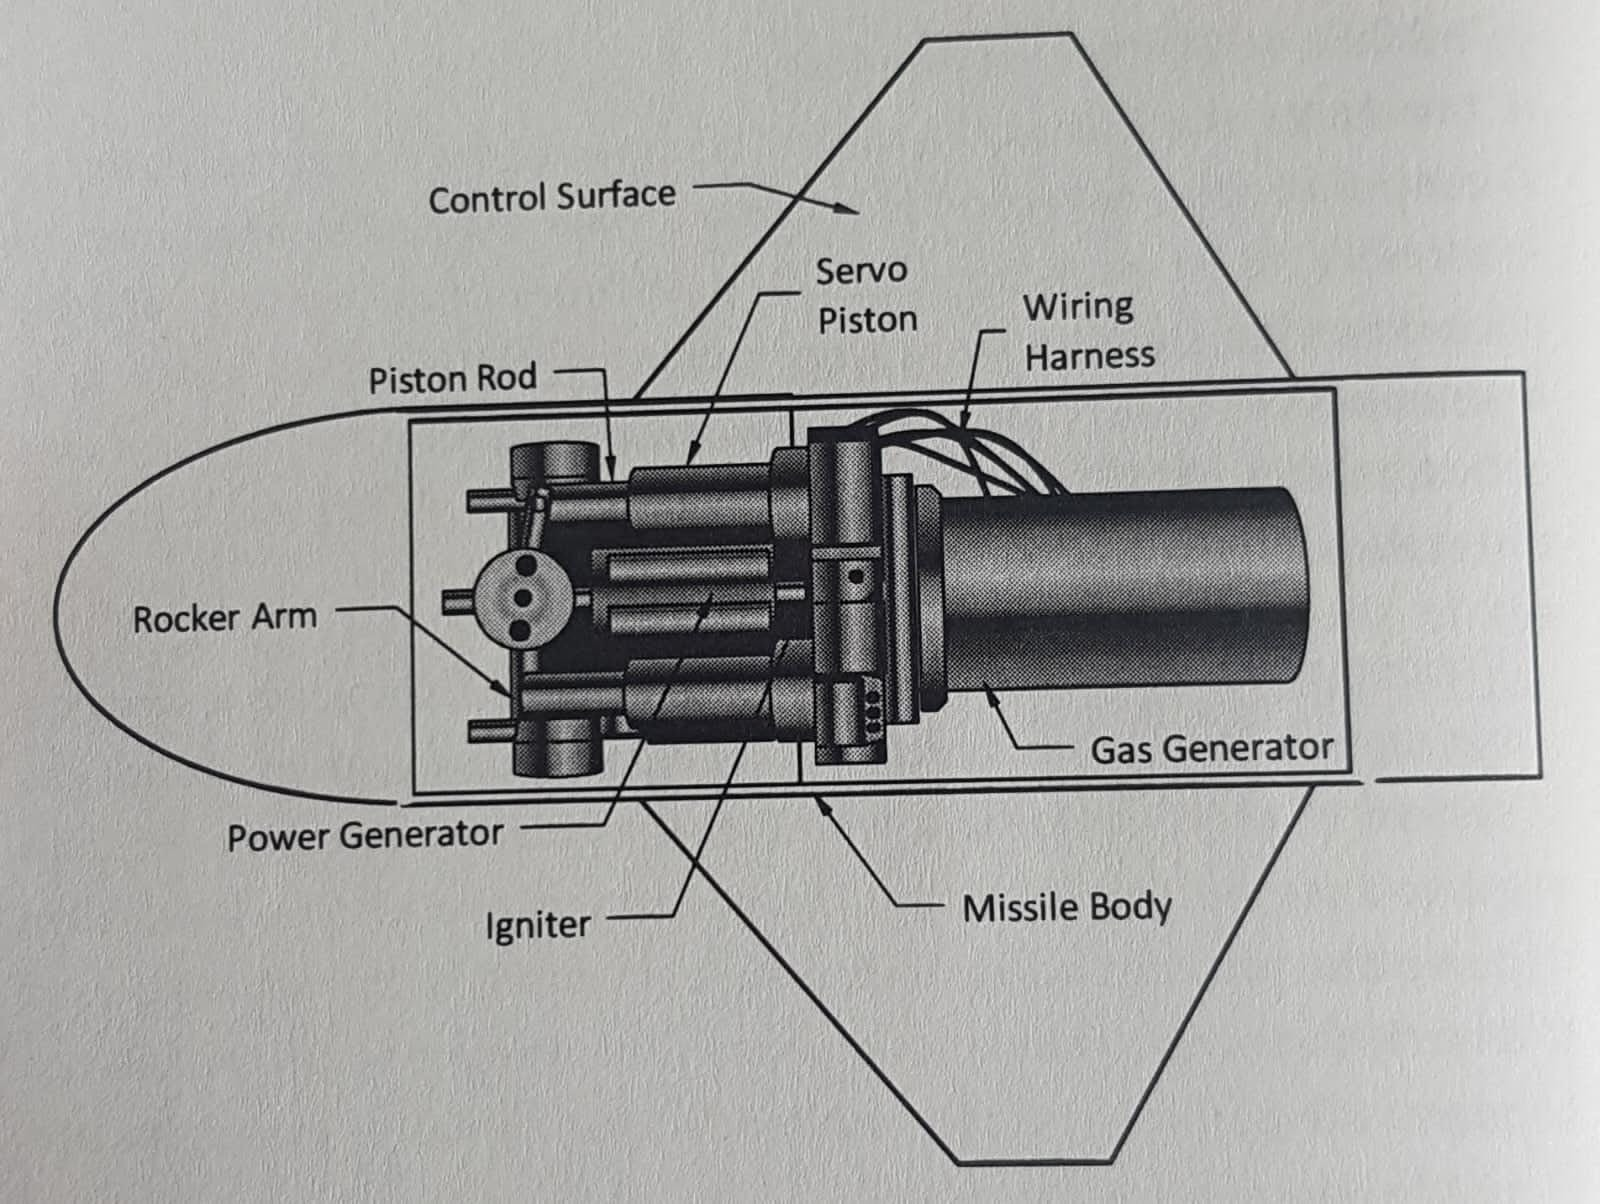 Control Surface
Servo
Piston
Wiring
Harness
Piston Rod
Rocker Arm
Gas Generator
Power Generator
Missile Body
Igniter